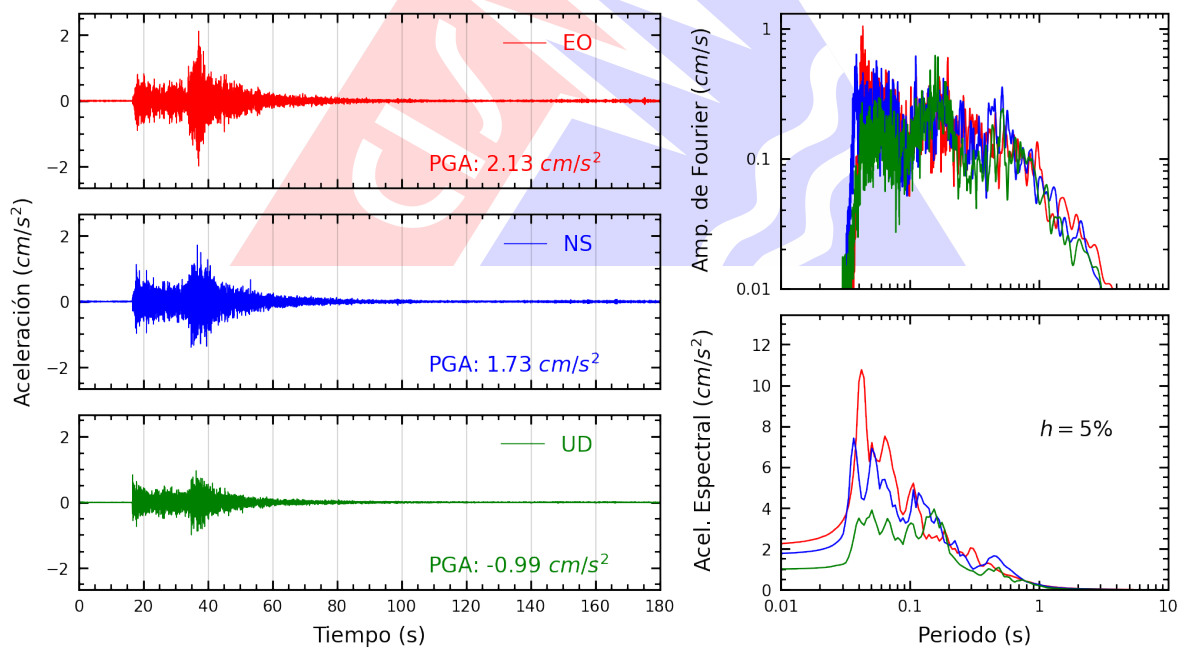 Aceleración (cm/s²)
2
0
−2
EO
PGA: 2.13 cm/s²
2
0
−2
NS
PGA: 1.73 cm/s²
2
0
−2
UD
PGA: -0.99 cm/s²
0 20 40 60 80 100 120 140 160 180
Tiempo (s)
Amp. de Fourier (cm/s)
1
0.1
0.01
Acel. Espectral (cm/s²)
12
10
8
6
4
2
0
h = 5%
0.01 0.1 1 10
Periodo (s)